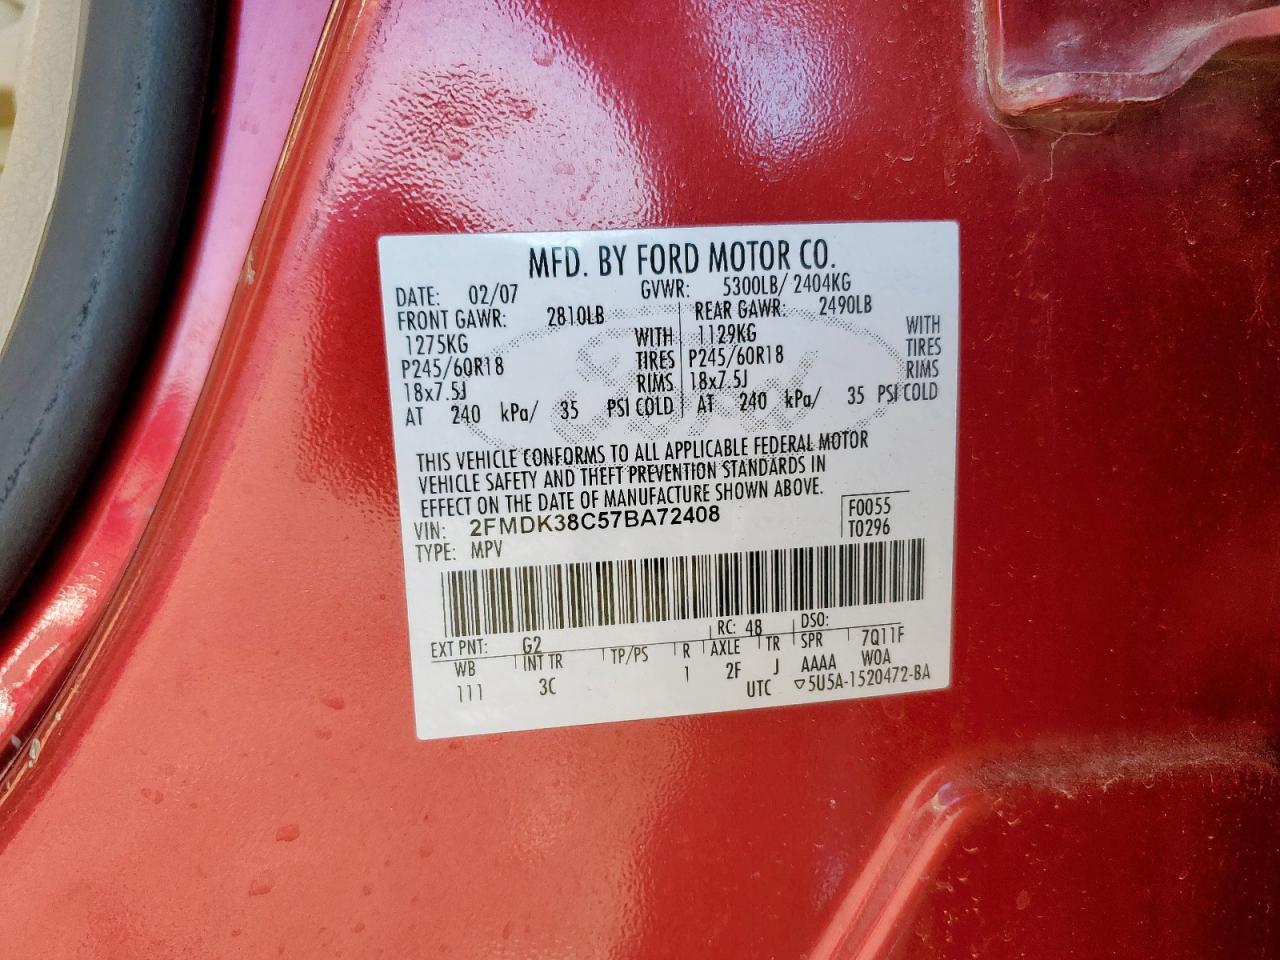 MFD. BY FORD MOTOR CO.
DATE: 02/07 GVWR: 5300LB/ 2404KG
FRONT GAWR: 2810LB REAR GAWR: 2490LB
1275KG WITH 1129KG WITH
P245/60R18 TIRES P245/60R18 TIRES
18x7.5J RIMS 18x7.5J RIMS
AT 240 kPa/ 35 PSI COLD AT 240 kPa/ 35 PSI COLD
THIS VEHICLE CONFORMS TO ALL APPLICABLE FEDERAL MOTOR
VEHICLE SAFETY AND THEFT PREVENTION STANDARDS IN
EFFECT ON THE DATE OF MANUFACTURE SHOWN ABOVE.
VIN: 2FMDK38C57BA72408 F0055
TYPE: MPV T0296
EXT PNT: G2 RC: 48 DSO:
WB INT TR TP/PS R AXLE TR SPR 7Q11F
111 3C 1 2F J AAAA WOA
UTC ▽5U5A-1520472-BA
Ford